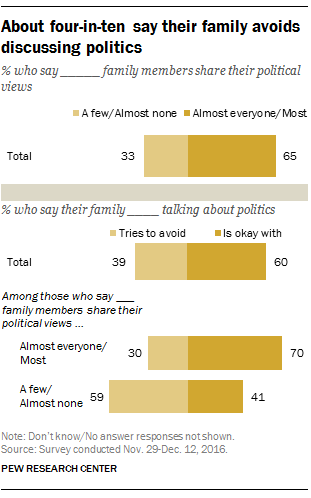 About four-in-ten say their family avoids
discussing politics
% who say _____ family members share their political
views
A few/Almost none Almost everyone/Most
Total 33 65
% who say their family ____ talking about politics
Tries to avoid Is okay with
Total 39 60
Among those who say ___
family members share their
political views ...
Almost everyone/
Most 30 70
A few/
Almost none 59 41
Note: Don't know/No answer responses not shown.
Source: Survey conducted Nov. 29-Dec. 12, 2016.
PEW RESEARCH CENTER